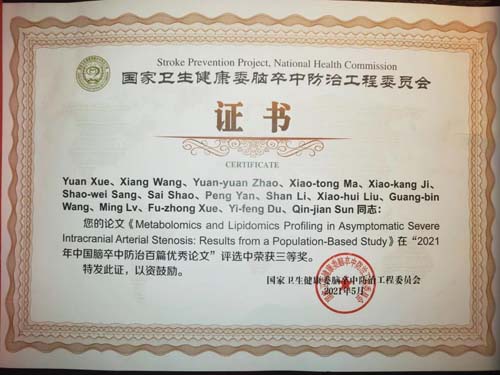 Stroke Prevention Project, National Health Commission
国家卫生健康委脑卒中防治工程委员会
证书
CERTIFICATE
Yuan Xue、Xiang Wang、Yuan-yuan Zhao、Xiao-tong Ma、Xiao-kang Ji、
Shao-wei Sang、Sai Shao、Peng Yan、Shan Li、Xiao-hui Liu、Guang-bin
Wang、Ming Lv、Fu-zhong Xue、Yi-feng Du、Qin-jian Sun 同志：
您的论文《Metabolomics and Lipidomics Profiling in Asymptomatic Severe
Intracranial Arterial Stenosis: Results from a Population-Based Study》在“2021
年中国脑卒中防治百篇优秀论文”评选中荣获三等奖。
特发此证，以资鼓励。
国家卫生健康委脑卒中防治工程委员会
2021年5月